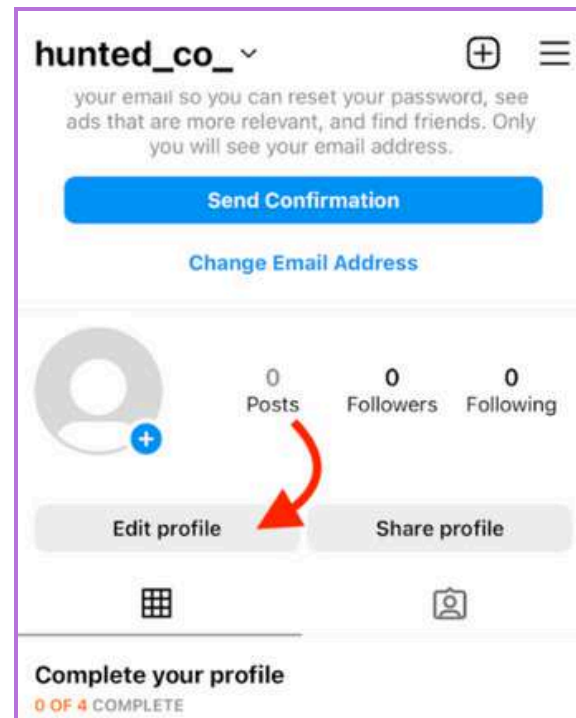 hunted_co_
your email so you can reset your password, see
ads that are more relevant, and find friends. Only
you will see your email address.
Send Confirmation
Change Email Address
0 0 0
Posts Followers Following
Edit profile Share profile
Complete your profile
0 OF 4 COMPLETE